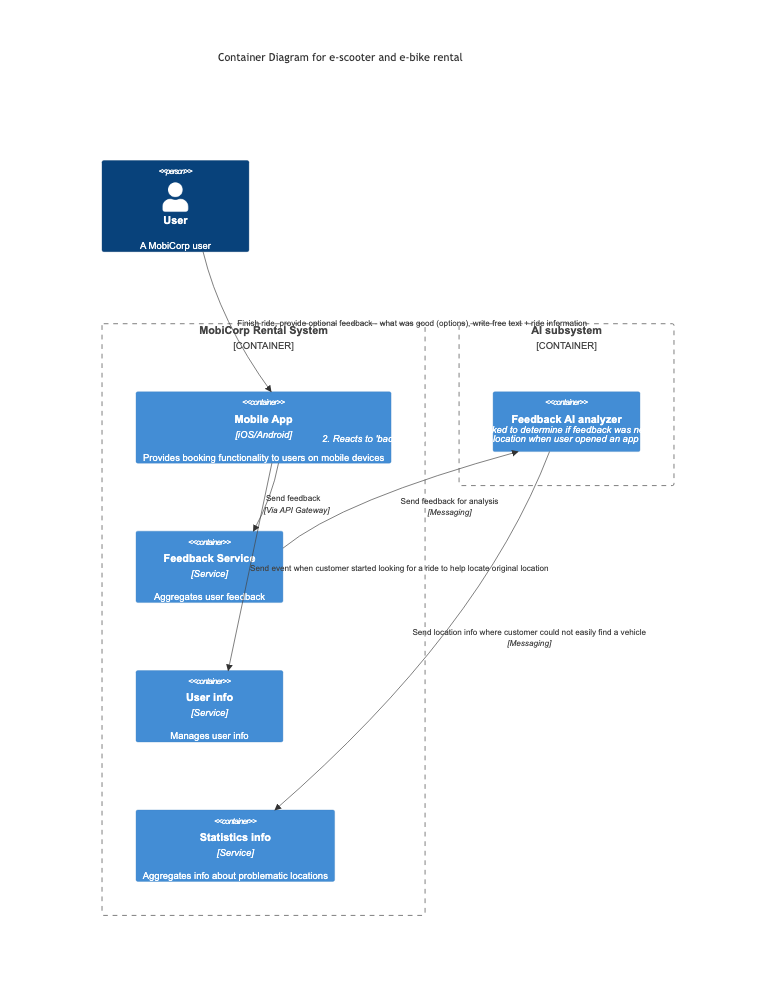 Container Diagram for e-scooter and e-bike rental
<<person>>
User
A MobiCorp user
Finish ride, provide optional feedback - what was good (options), write free text + ride information
MobiCorp Rental System
[CONTAINER]
AI subsystem
[CONTAINER]
<<container>>
Mobile App
[iOS/Android]
2. Reacts to 'bad
Provides booking functionality to users on mobile devices
<<container>>
Feedback AI analyzer
ked to determine if feedback was
location when user opened an app
Send feedback
[Via API Gateway]
Send feedback for analysis
[Messaging]
<<container>>
Feedback Service
[Service]
Aggregates user feedback
Send event when customer started looking for a ride to help locate original location
Send location info where customer could not easily find a vehicle
[Messaging]
<<container>>
User info
[Service]
Manages user info
<<container>>
Statistics info
[Service]
Aggregates info about problematic locations